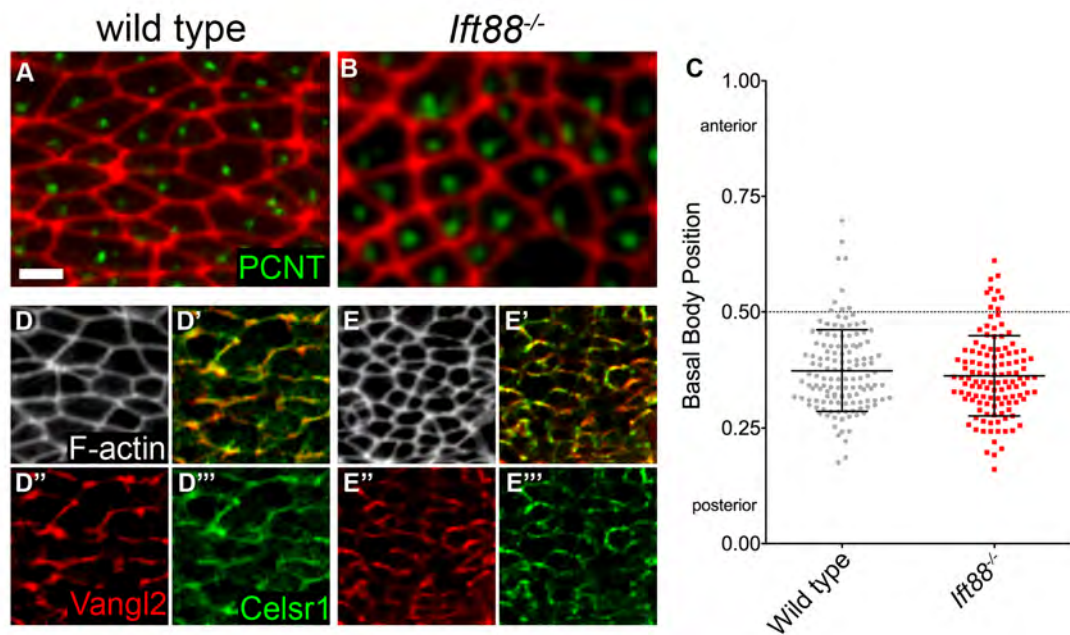 wild type
Ift88-/-
A
PCNT
B
C
1.00
anterior
0.75
0.50
0.25
posterior
0.00
Basal Body Position
Wild type
Ift88-/-
D
F-actin
D'
E
E'
D''
Vangl2
D'''
Celsr1
E''
E'''